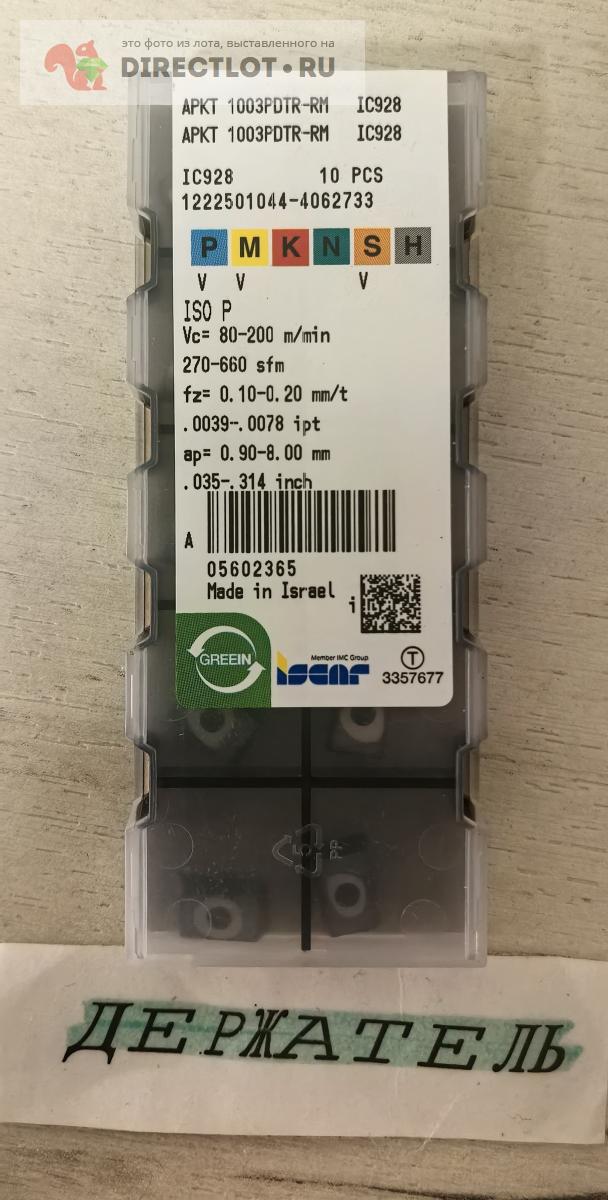 это фото из лота, выставленного на
DIRECTLOT.RU
APKT 1003PDTR-RM IC928
APKT 1003PDTR-RM IC928
IC928 10 PCS
1222501044-4062733
P M K N S H
V V V
ISO P
Vc= 80-200 m/min
270-660 sfm
fz= 0.10-0.20 mm/t
.0039-.0078 ipt
ap= 0.90-8.00 mm
.035-.314 inch
A
05602365
Made in Israel
i
GREEIN
Member IMC Group
iscar
T
3357677
5
PP
ДЕРЖАТЕЛЬ